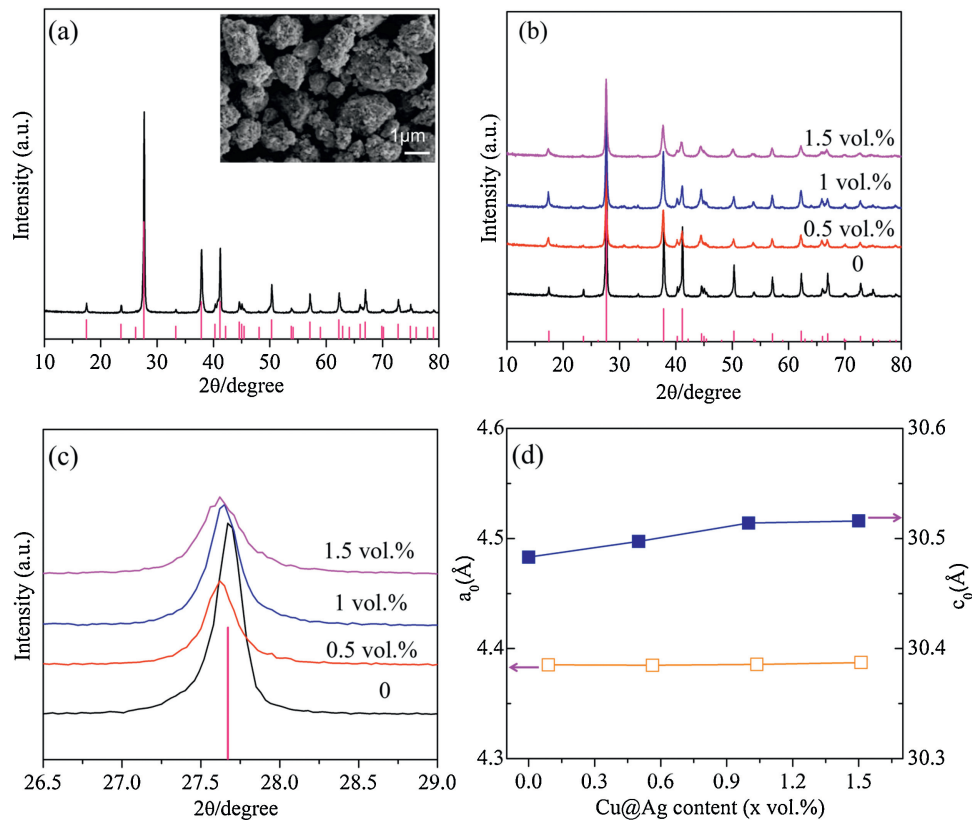 (a)
1μm
Intensity (a.u.)
10 20 30 40 50 60 70 80
2θ/degree
(b)
1.5 vol.%
1 vol.%
0.5 vol.%
0
Intensity (a.u.)
10 20 30 40 50 60 70 80
2θ/degree
(c)
1.5 vol.%
1 vol.%
0.5 vol.%
0
Intensity (a.u.)
26.5 27.0 27.5 28.0 28.5 29.0
2θ/degree
(d)
4.6
4.5
4.4
4.3
a₀(Å)
30.6
30.5
30.4
30.3
c₀(Å)
0.0 0.3 0.6 0.9 1.2 1.5
Cu@Ag content (x vol.%)